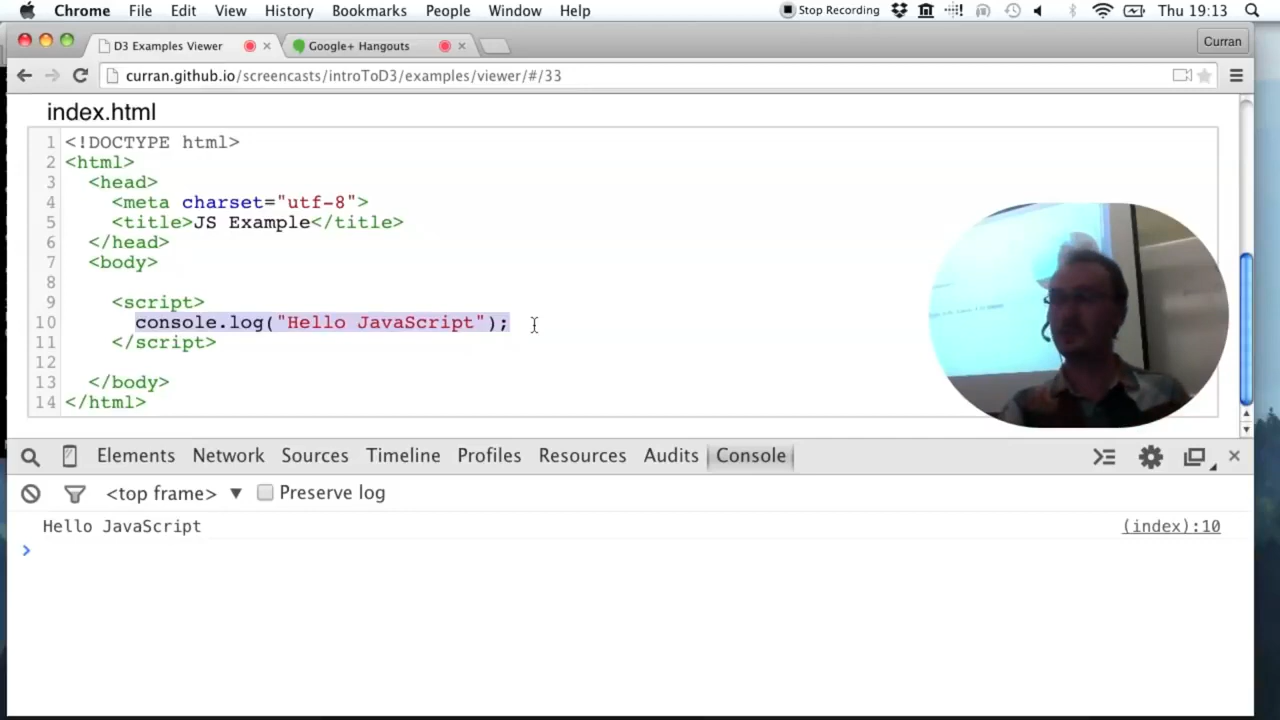 Chrome File Edit View History Bookmarks People Window Help Stop Recording Thu 19:13
D3 Examples Viewer Google+ Hangouts Curran
curran.github.io/screencasts/introToD3/examples/viewer/#/33
index.html
1 <!DOCTYPE html>
2 <html>
3 <head>
4 <meta charset="utf-8">
5 <title>JS Example</title>
6 </head>
7 <body>
8
9 <script>
10 console.log("Hello JavaScript");
11 </script>
12
13 </body>
14 </html>
Elements Network Sources Timeline Profiles Resources Audits Console
<top frame> ▼ Preserve log
Hello JavaScript (index):10
>